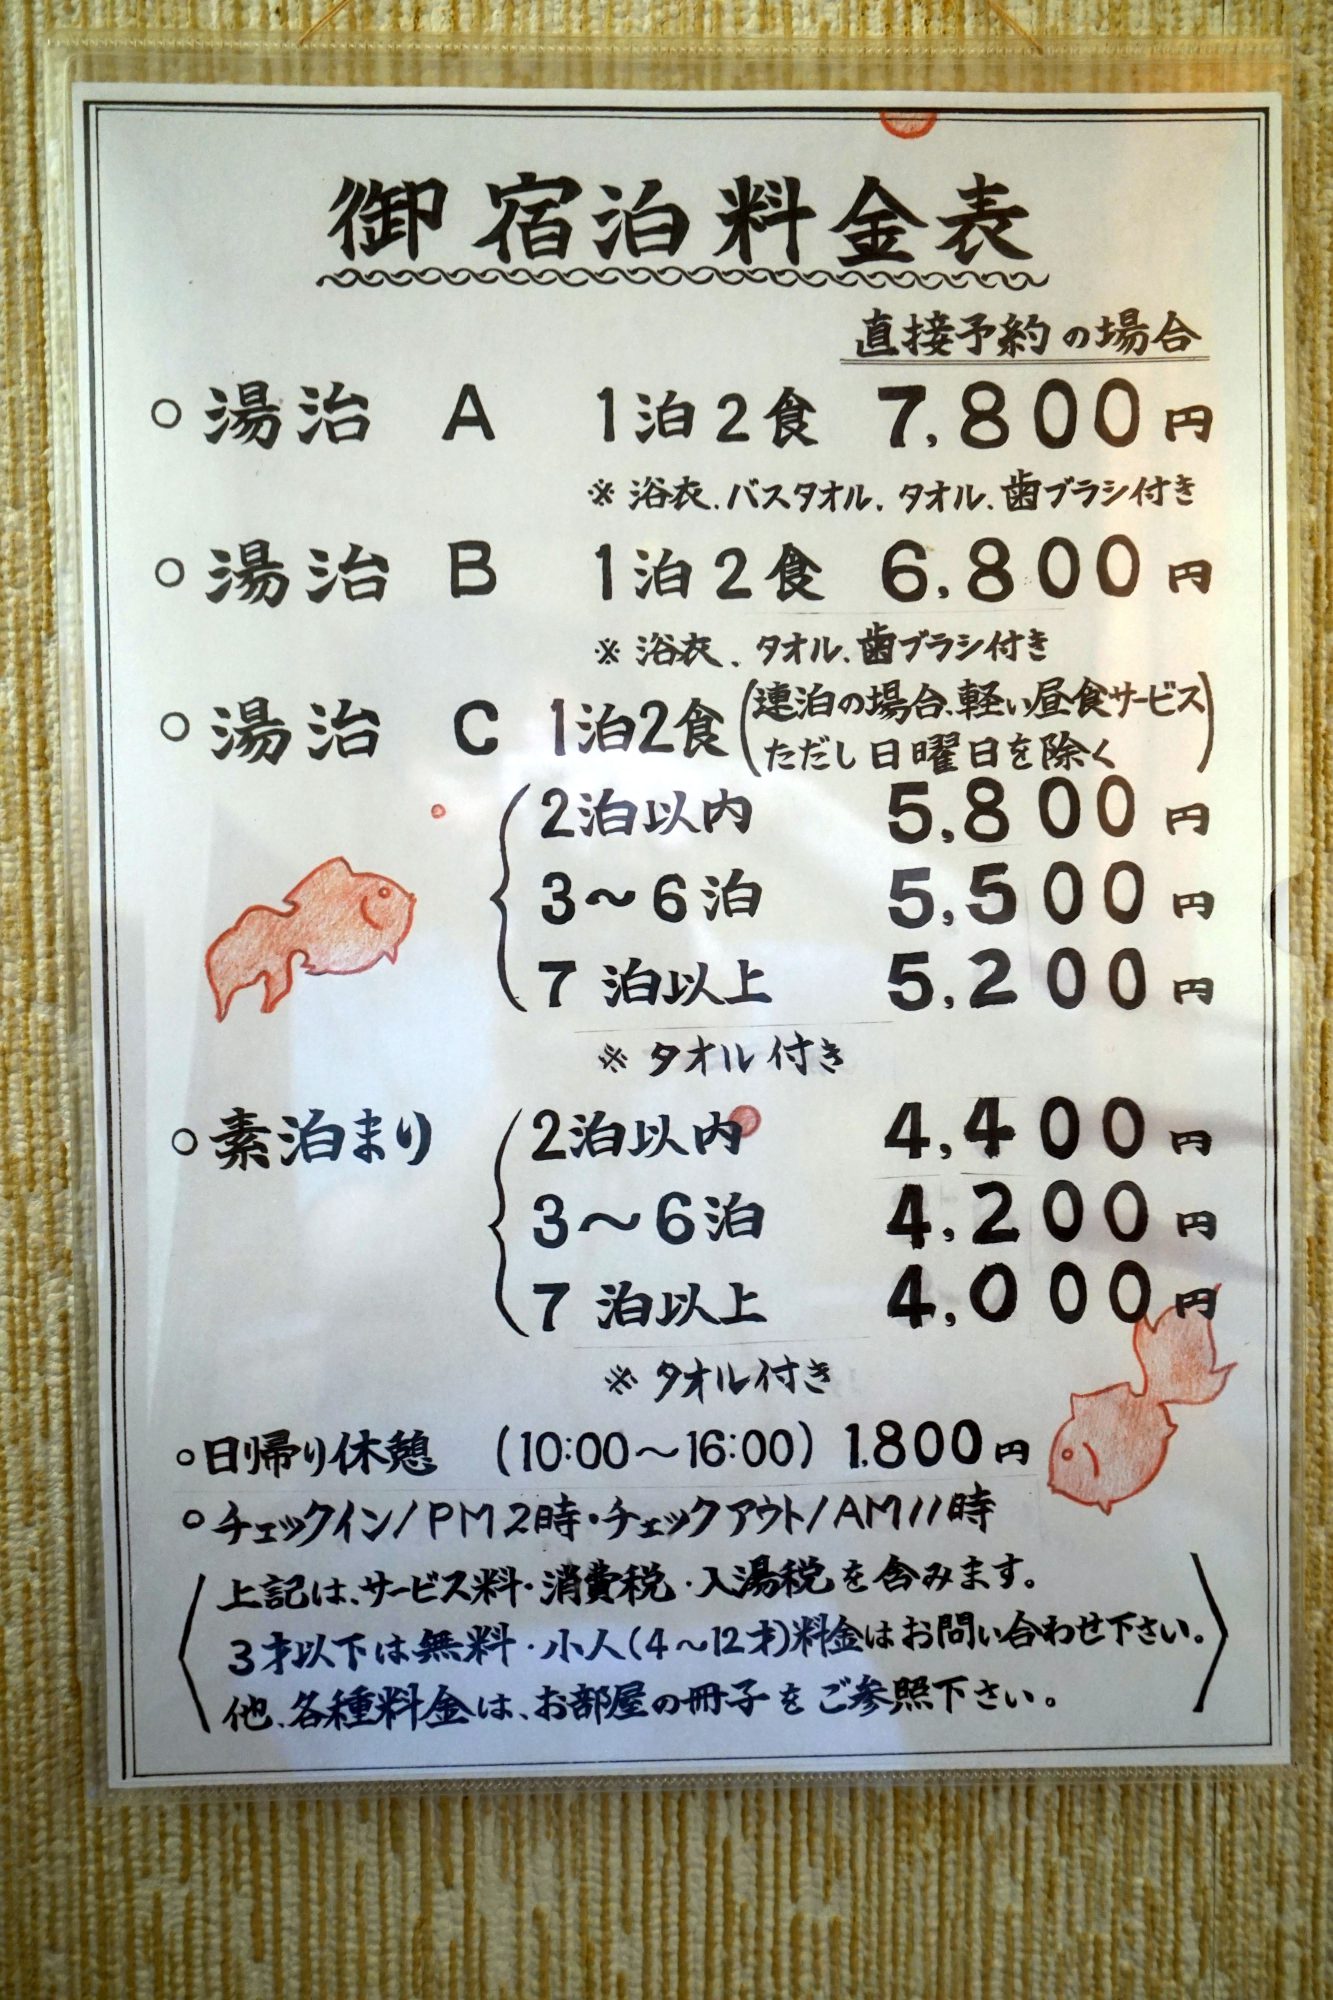 御宿泊料金表
直接予約の場合
○湯治 A 1泊2食 7,800円
※浴衣、バスタオル、タオル、歯ブラシ付き
○湯治 B 1泊2食 6,800円
※浴衣、タオル、歯ブラシ付き
○湯治 C 1泊2食(連泊の場合、軽い昼食サービス
ただし日曜日を除く)
2泊以内 5,800円
3〜6泊 5,500円
7泊以上 5,200円
※タオル付き
○素泊まり 2泊以内 4,400円
3〜6泊 4,200円
7泊以上 4,000円
※タオル付き
○日帰り休憩 (10:00〜16:00) 1.800円
○チェックイン/PM2時・チェックアウト/AM11時
上記は、サービス料・消費税・入湯税を含みます。
3才以下は無料・小人(4〜12才)料金はお問い合わせ下さい。
他、各種料金は、お部屋の冊子をご参照下さい。